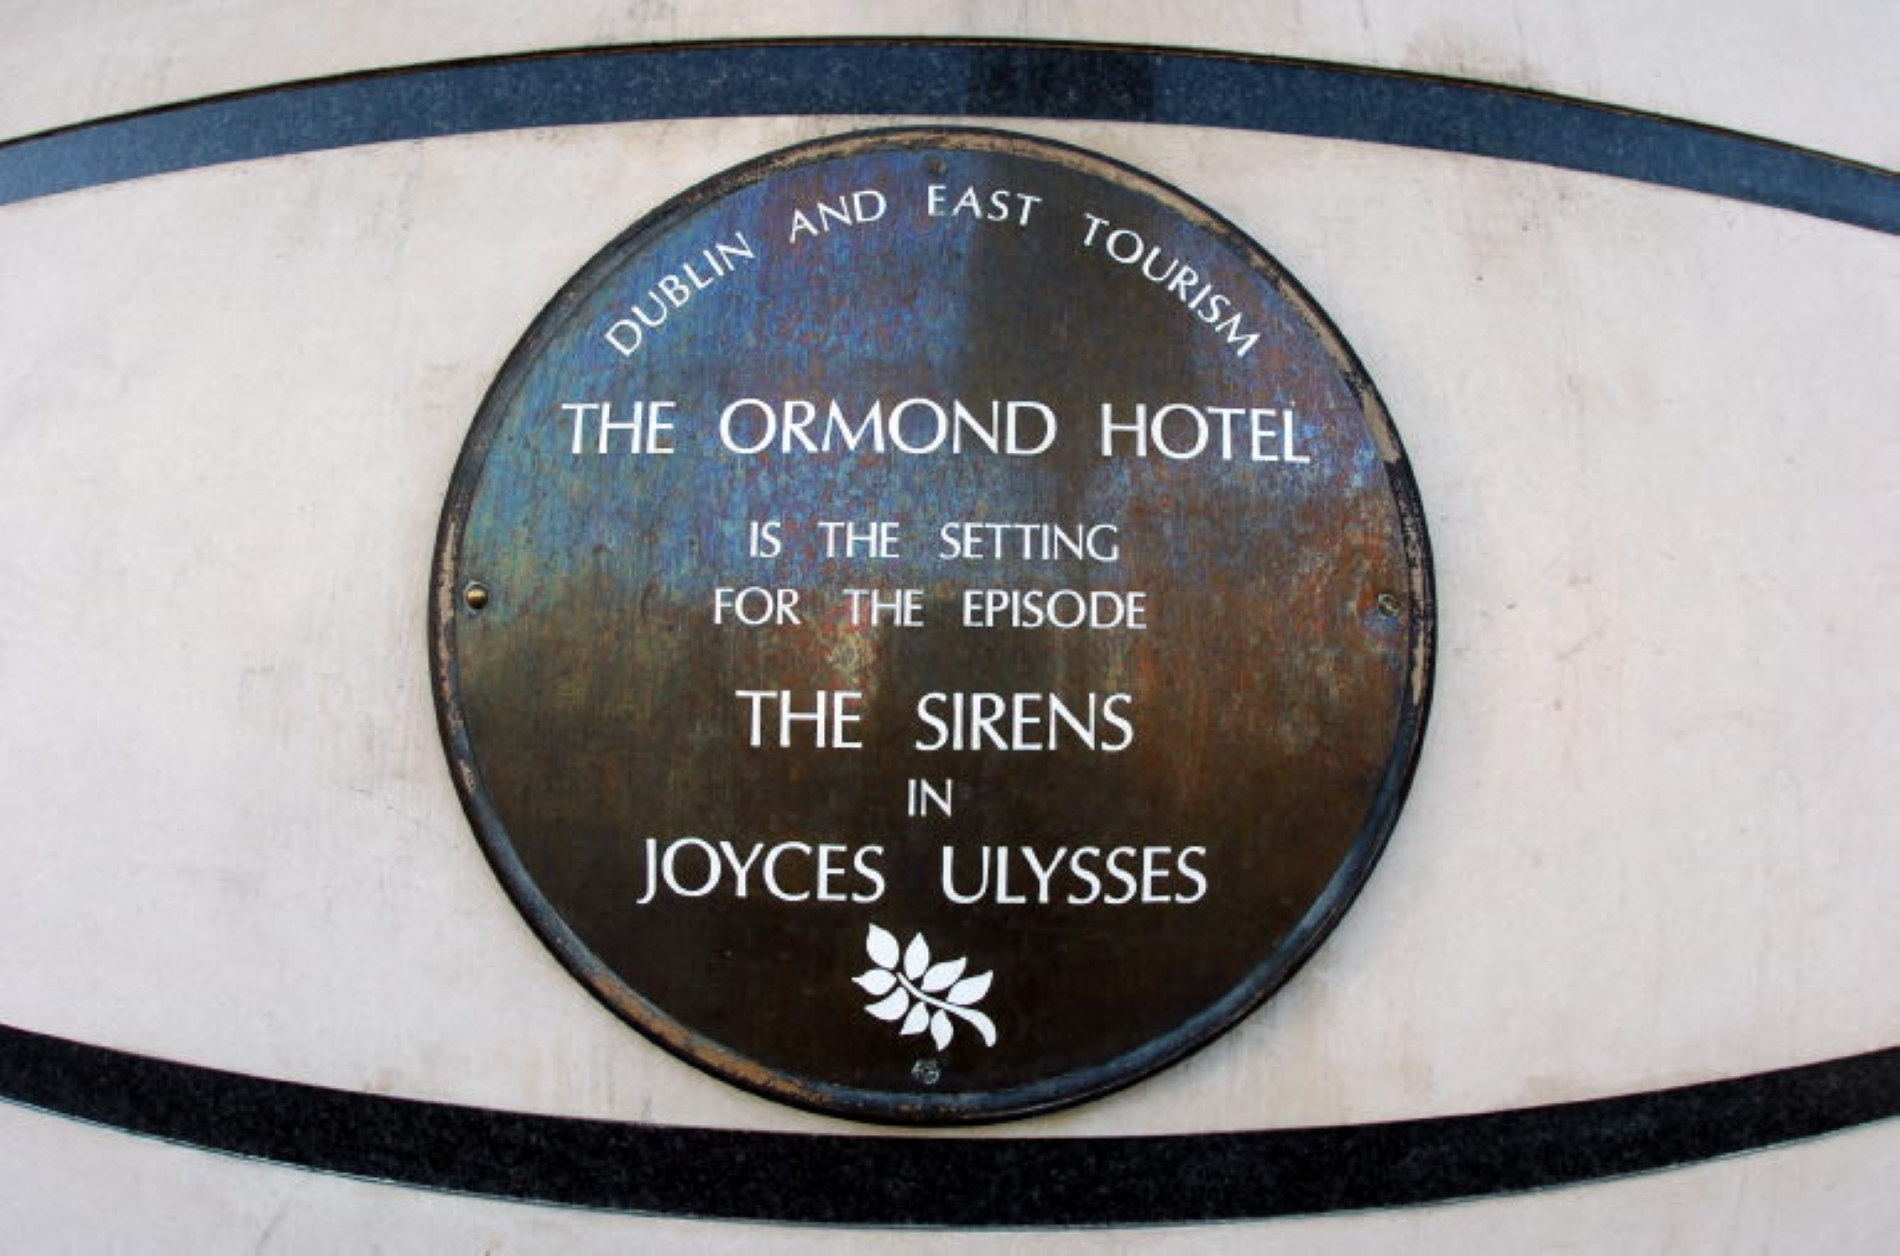 DUBLIN AND EAST TOURISM
THE ORMOND HOTEL
IS THE SETTING
FOR THE EPISODE
THE SIRENS
IN
JOYCES ULYSSES